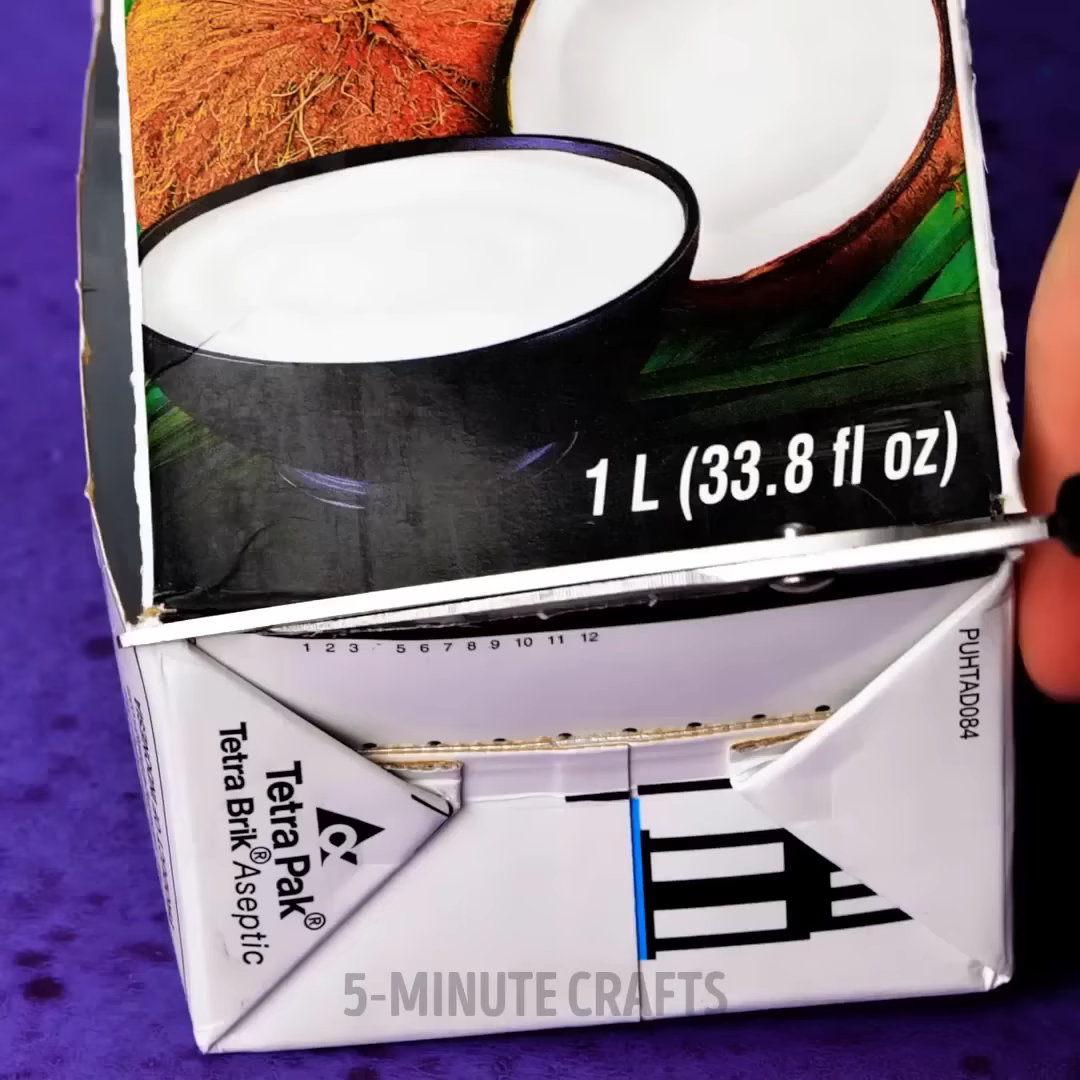 1 L (33.8 fl oz)
1 2 3 5 6 7 8 9 10 11 12
PUHTAD084
Tetra Pak®
Tetra Brik® Aseptic
5-MINUTE CRAFTS